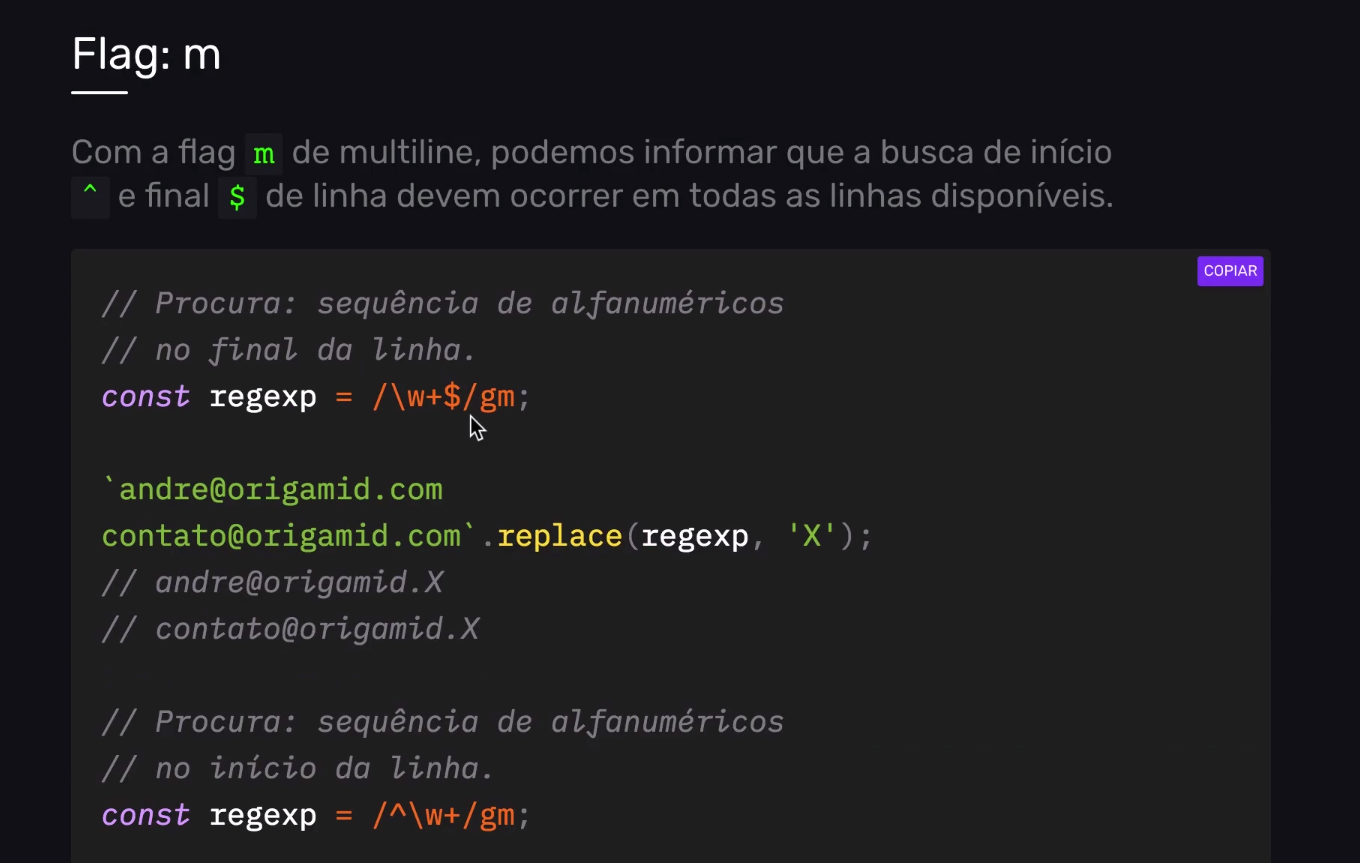 Flag: m
Com a flag m de multiline, podemos informar que a busca de início
^ e final $ de linha devem ocorrer em todas as linhas disponíveis.
COPIAR
// Procura: sequência de alfanuméricos
// no final da linha.
const regexp = /\w+$/gm;
`andre@origamid.com
contato@origamid.com`.replace(regexp, 'X');
// andre@origamid.X
// contato@origamid.X
// Procura: sequência de alfanuméricos
// no início da linha.
const regexp = /^\w+/gm;